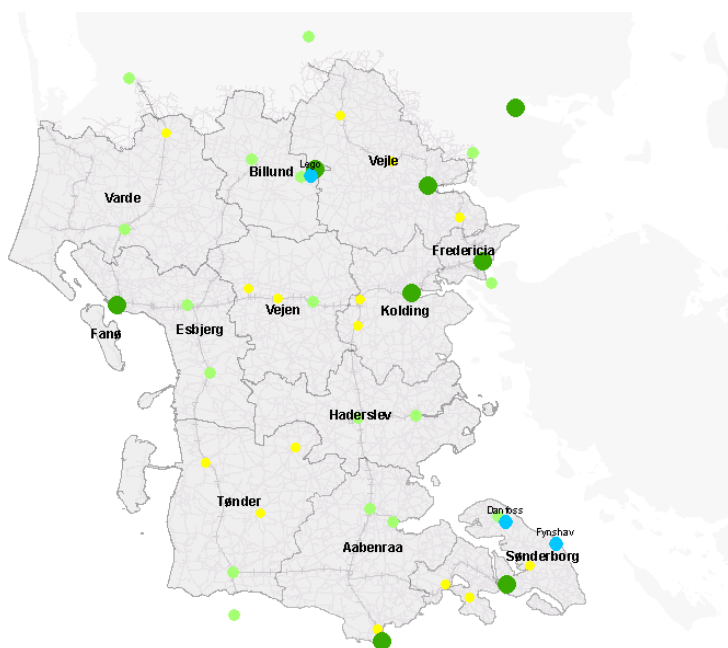 Vejle
Lego
Billund
Varde
Fredericia
Vejen
Kolding
Esbjerg
Fanø
Haderslev
Tønder
Danfoss
Fynshav
Aabenraa
Sønderborg